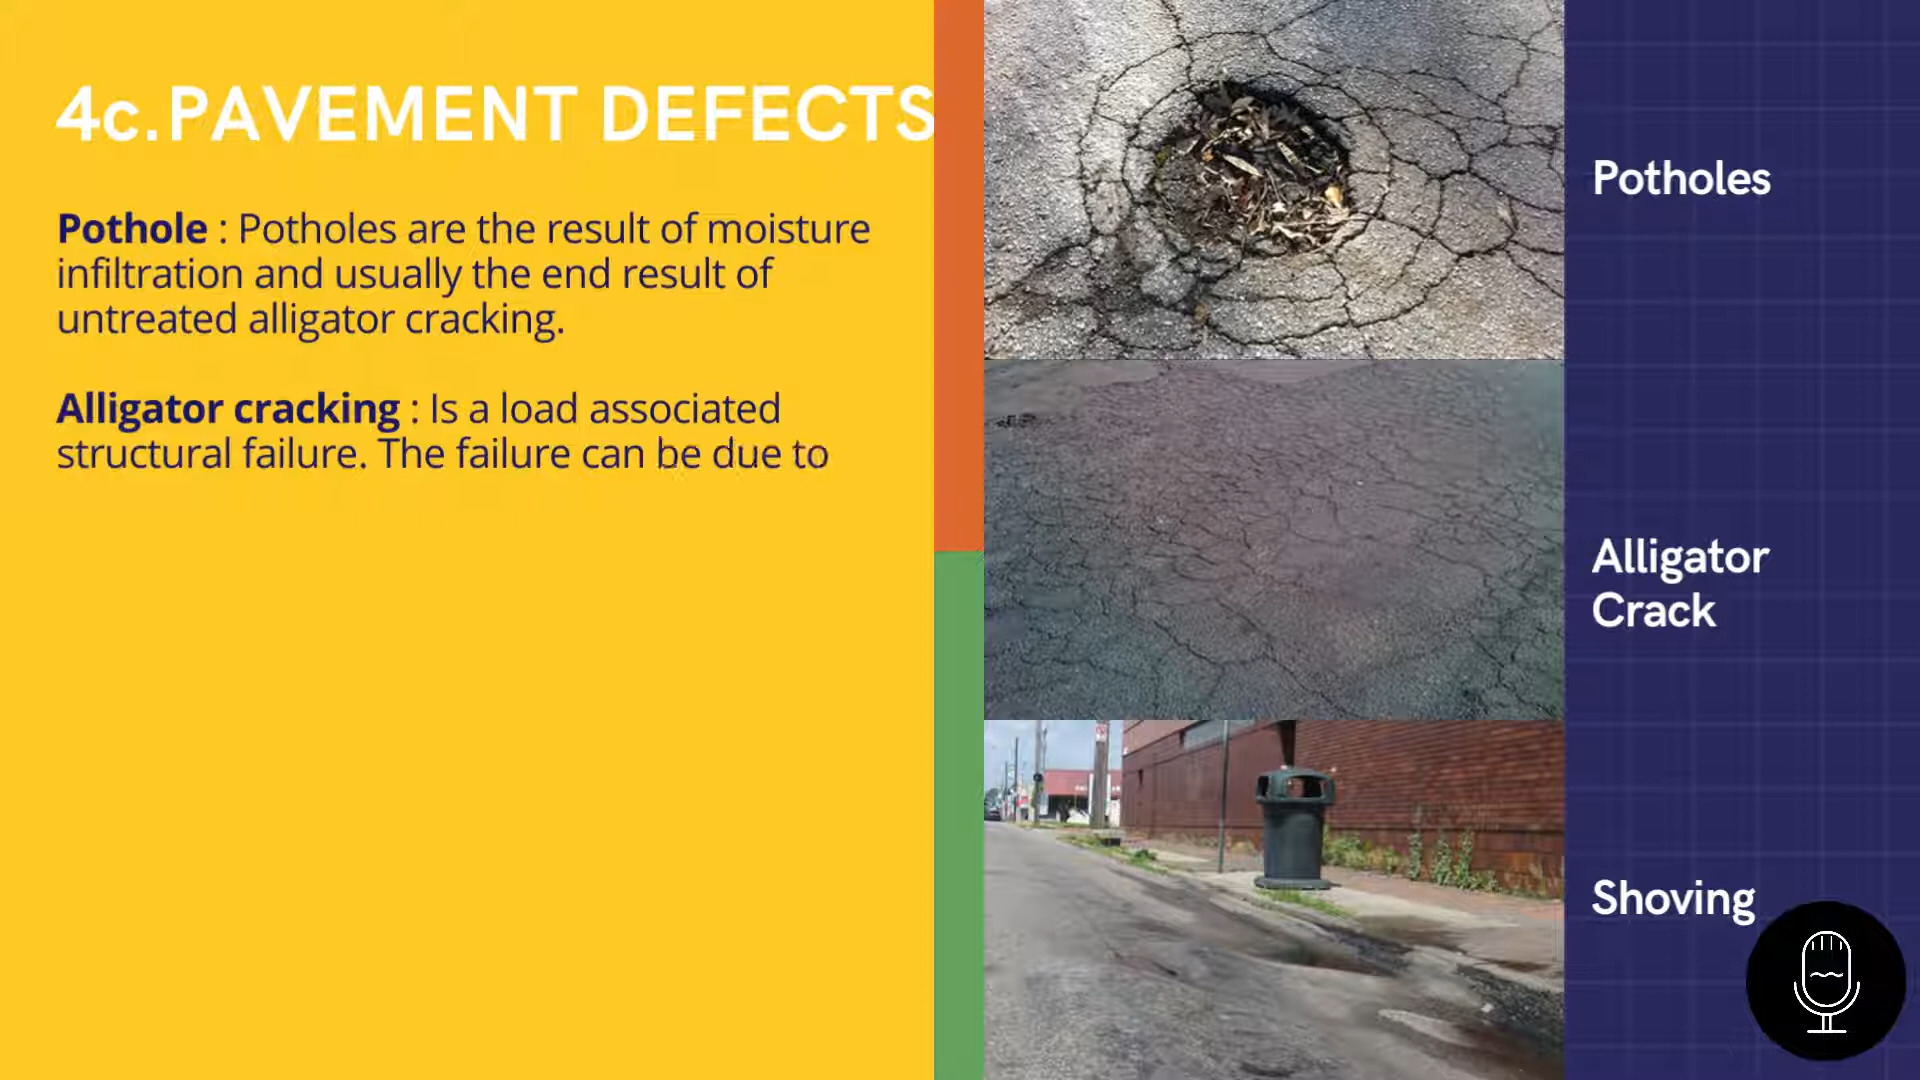 4c.PAVEMENT DEFECTS
Pothole : Potholes are the result of moisture
infiltration and usually the end result of
untreated alligator cracking.
Alligator cracking : Is a load associated
structural failure. The failure can be due to
Potholes
Alligator
Crack
Shoving